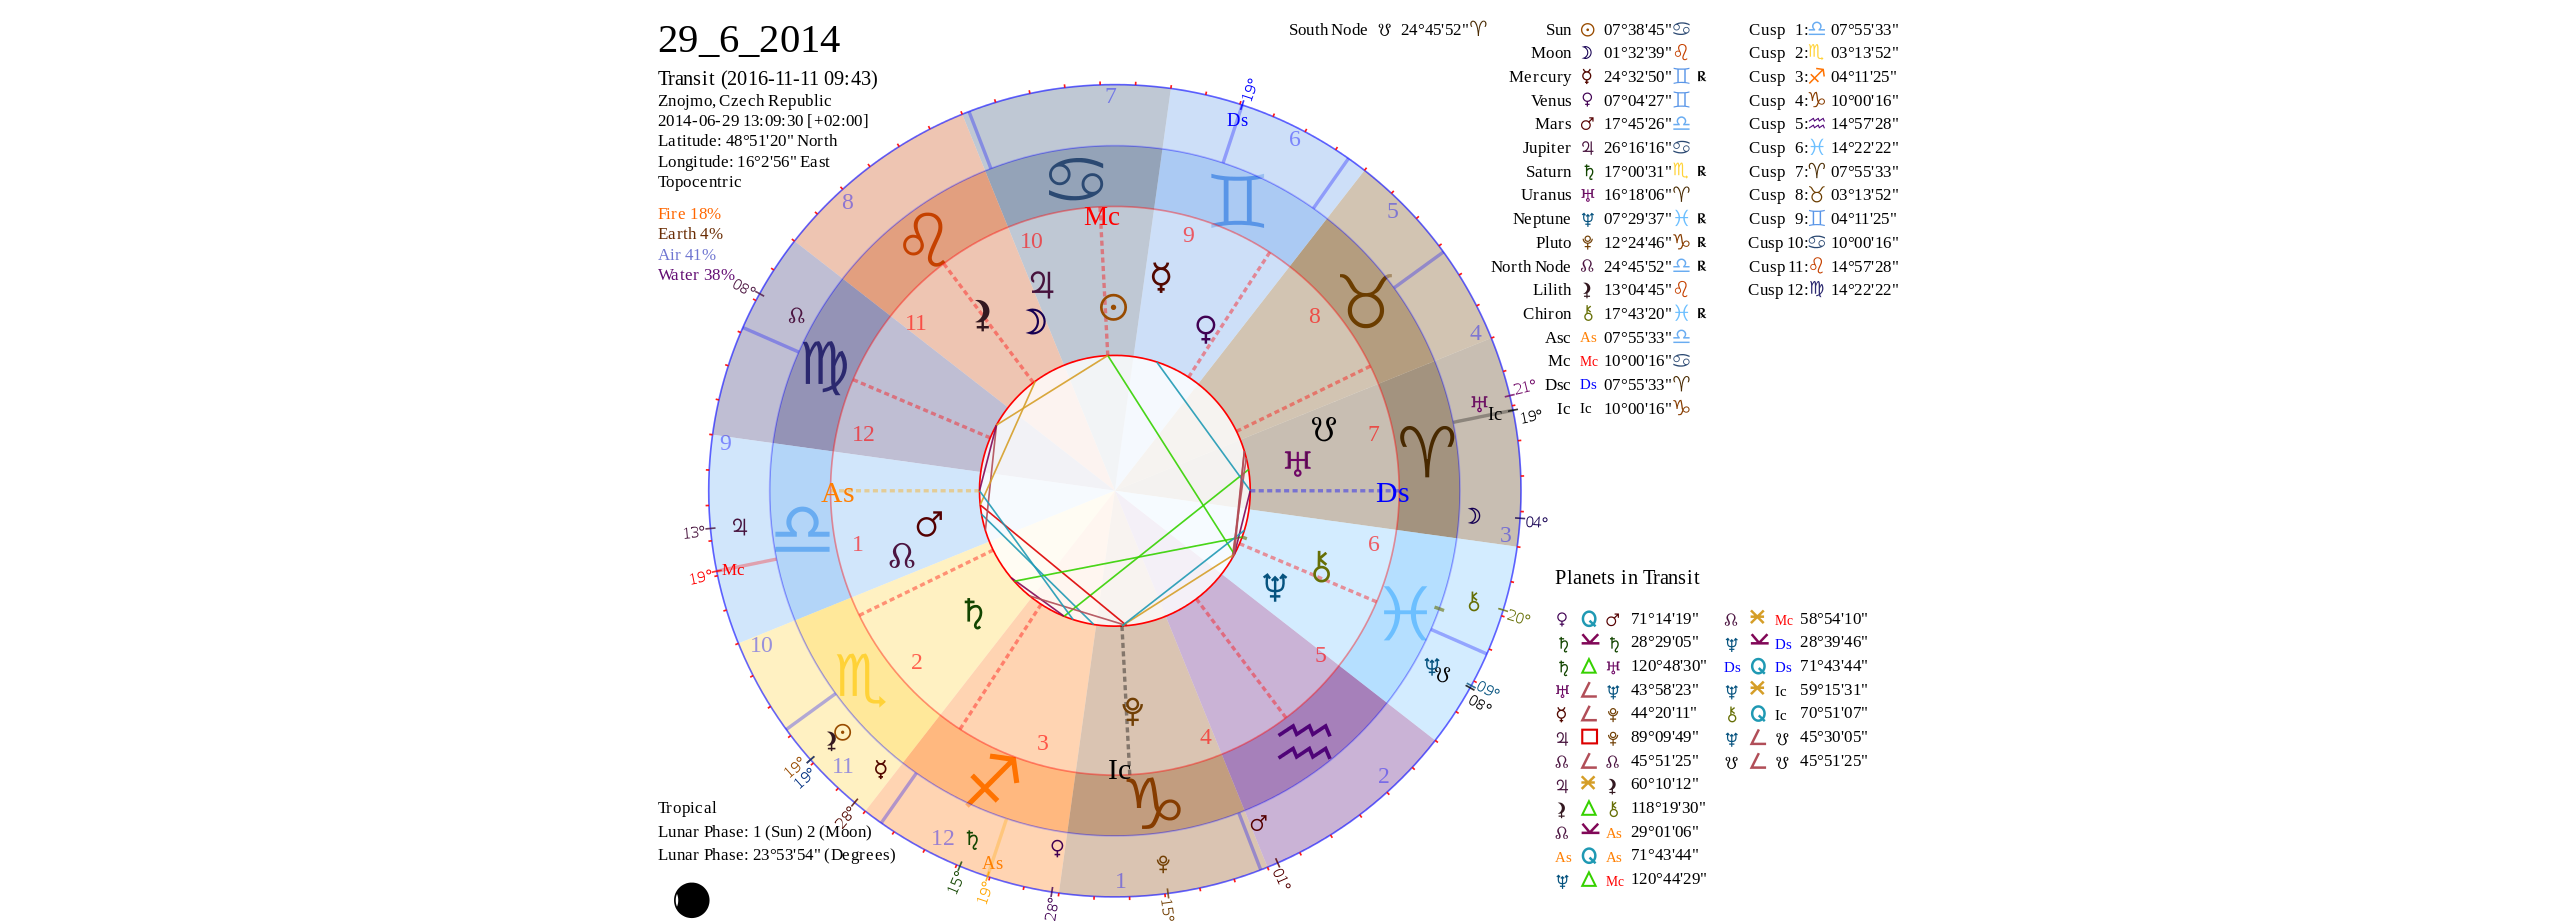 29_6_2014
Transit (2016-11-11 09:43)
Znojmo, Czech Republic
2014-06-29 13:09:30 [+02:00]
Latitude: 48°51'20" North
Longitude: 16°2'56" East
Topocentric
Fire 18%
Earth 4%
Air 41%
Water 38%
South Node ☋ 24°45'52"♈
Sun ☉ 07°38'45"♋
Moon ☽ 01°32'39"♌
Mercury ☿ 24°32'50"♊ ℞
Venus ♀ 07°04'27"♊
Mars ♂ 17°45'26"♎
Jupiter ♃ 26°16'16"♋
Saturn ♄ 17°00'31"♏ ℞
Uranus ♅ 16°18'06"♈
Neptune ♆ 07°29'37"♓ ℞
Pluto 12°24'46"♑ ℞
North Node ☊ 24°45'52"♎ ℞
Lilith ⚸ 13°04'45"♌
Chiron ⚷ 17°43'20"♓ ℞
Asc As 07°55'33"♎
Mc Mc 10°00'16"♋
Dsc Ds 07°55'33"♈
Ic Ic 10°00'16"♑
Cusp 1:♎ 07°55'33"
Cusp 2:♏ 03°13'52"
Cusp 3:♐ 04°11'25"
Cusp 4:♑ 10°00'16"
Cusp 5:♒ 14°57'28"
Cusp 6:♓ 14°22'22"
Cusp 7:♈ 07°55'33"
Cusp 8:♉ 03°13'52"
Cusp 9:♊ 04°11'25"
Cusp 10:♋ 10°00'16"
Cusp 11:♌ 14°57'28"
Cusp 12:♍ 14°22'22"
7
19°
Ds
6
5
4
21°
Ic
19°
3
04°
20°
09°
08°
2
01°
15°
1
28°
As
19°
15°
12
28°
11
19°
19°
10
Mc
19°
13°
9
08°
8
Mc
10
9
11
8
12
7
As
Ds
1
6
2
5
3
4
Ic
Planets in Transit
♀ Q ♂ 71°14'19"
♄ ⚺ ♄ 28°29'05"
♄ △ ♅ 120°48'30"
♅ ∠ ♆ 43°58'23"
☿ ∠ 44°20'11"
♃ □ 89°09'49"
☊ ∠ ☊ 45°51'25"
♃ ⚹ ⚸ 60°10'12"
⚸ △ ⚷ 118°19'30"
☊ ⚺ As 29°01'06"
As Q As 71°43'44"
♆ △ Mc 120°44'29"
☊ ⚹ Mc 58°54'10"
♆ ⚺ Ds 28°39'46"
Ds Q Ds 71°43'44"
♆ ⚹ Ic 59°15'31"
⚷ Q Ic 70°51'07"
♆ ∠ ☋ 45°30'05"
☋ ∠ ☋ 45°51'25"
Tropical
Lunar Phase: 1 (Sun) 2 (Moon)
Lunar Phase: 23°53'54" (Degrees)